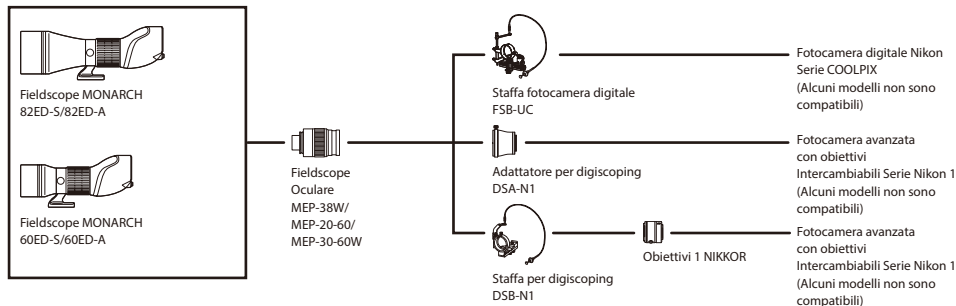 Fieldscope MONARCH
82ED-S/82ED-A
Fieldscope MONARCH
60ED-S/60ED-A
Fieldscope
Oculare
MEP-38W/
MEP-20-60/
MEP-30-60W
Staffa fotocamera digitale
FSB-UC
Fotocamera digitale Nikon
Serie COOLPIX
(Alcuni modelli non sono
compatibili)
Adattatore per digiscoping
DSA-N1
Fotocamera avanzata
con obiettivi
Intercambiabili Serie Nikon 1
(Alcuni modelli non sono
compatibili)
Staffa per digiscoping
DSB-N1
Obiettivi 1 NIKKOR
Fotocamera avanzata
con obiettivi
Intercambiabili Serie Nikon 1
(Alcuni modelli non sono
compatibili)